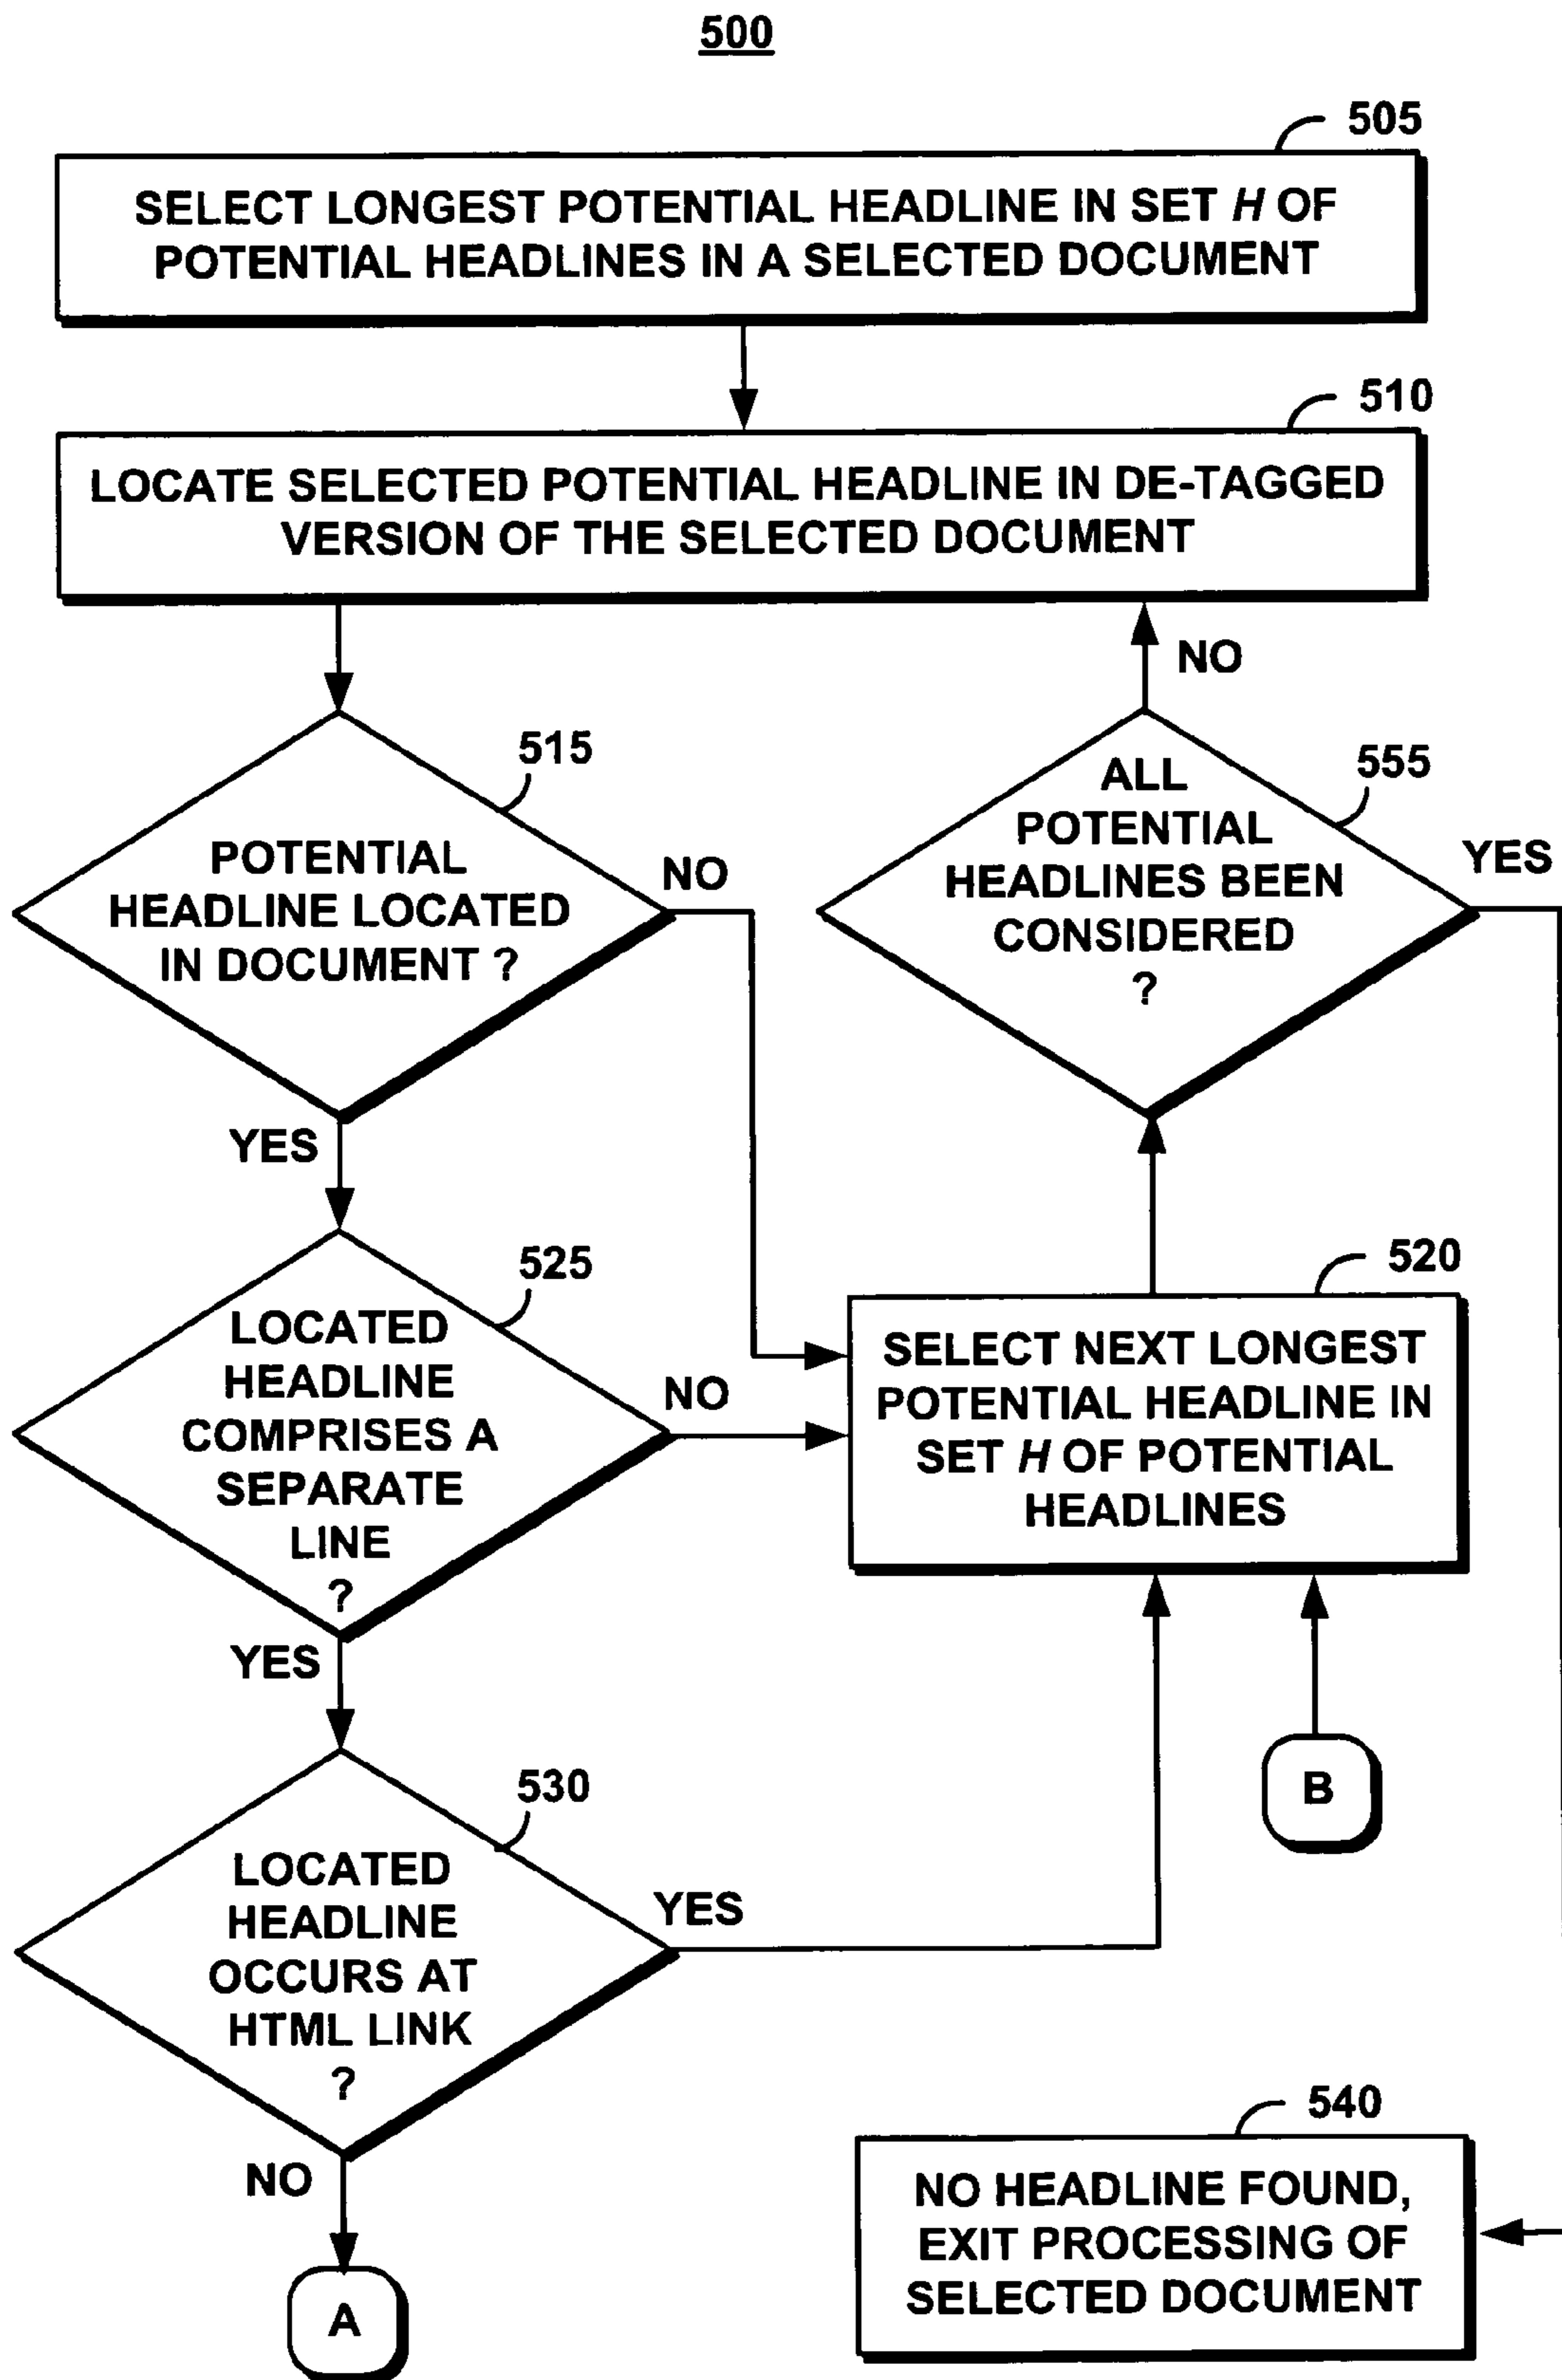 500
505
SELECT LONGEST POTENTIAL HEADLINE IN SET H OF
POTENTIAL HEADLINES IN A SELECTED DOCUMENT
510
LOCATE SELECTED POTENTIAL HEADLINE IN DE-TAGGED
VERSION OF THE SELECTED DOCUMENT
NO
515
POTENTIAL
HEADLINE LOCATED
IN DOCUMENT ?
NO
YES
555
ALL
POTENTIAL
HEADLINES BEEN
CONSIDERED
?
YES
525
LOCATED
HEADLINE
COMPRISES A
SEPARATE
LINE
?
NO
YES
520
SELECT NEXT LONGEST
POTENTIAL HEADLINE IN
SET H OF POTENTIAL
HEADLINES
B
530
LOCATED
HEADLINE
OCCURS AT
HTML LINK
?
YES
NO
A
540
NO HEADLINE FOUND,
EXIT PROCESSING OF
SELECTED DOCUMENT